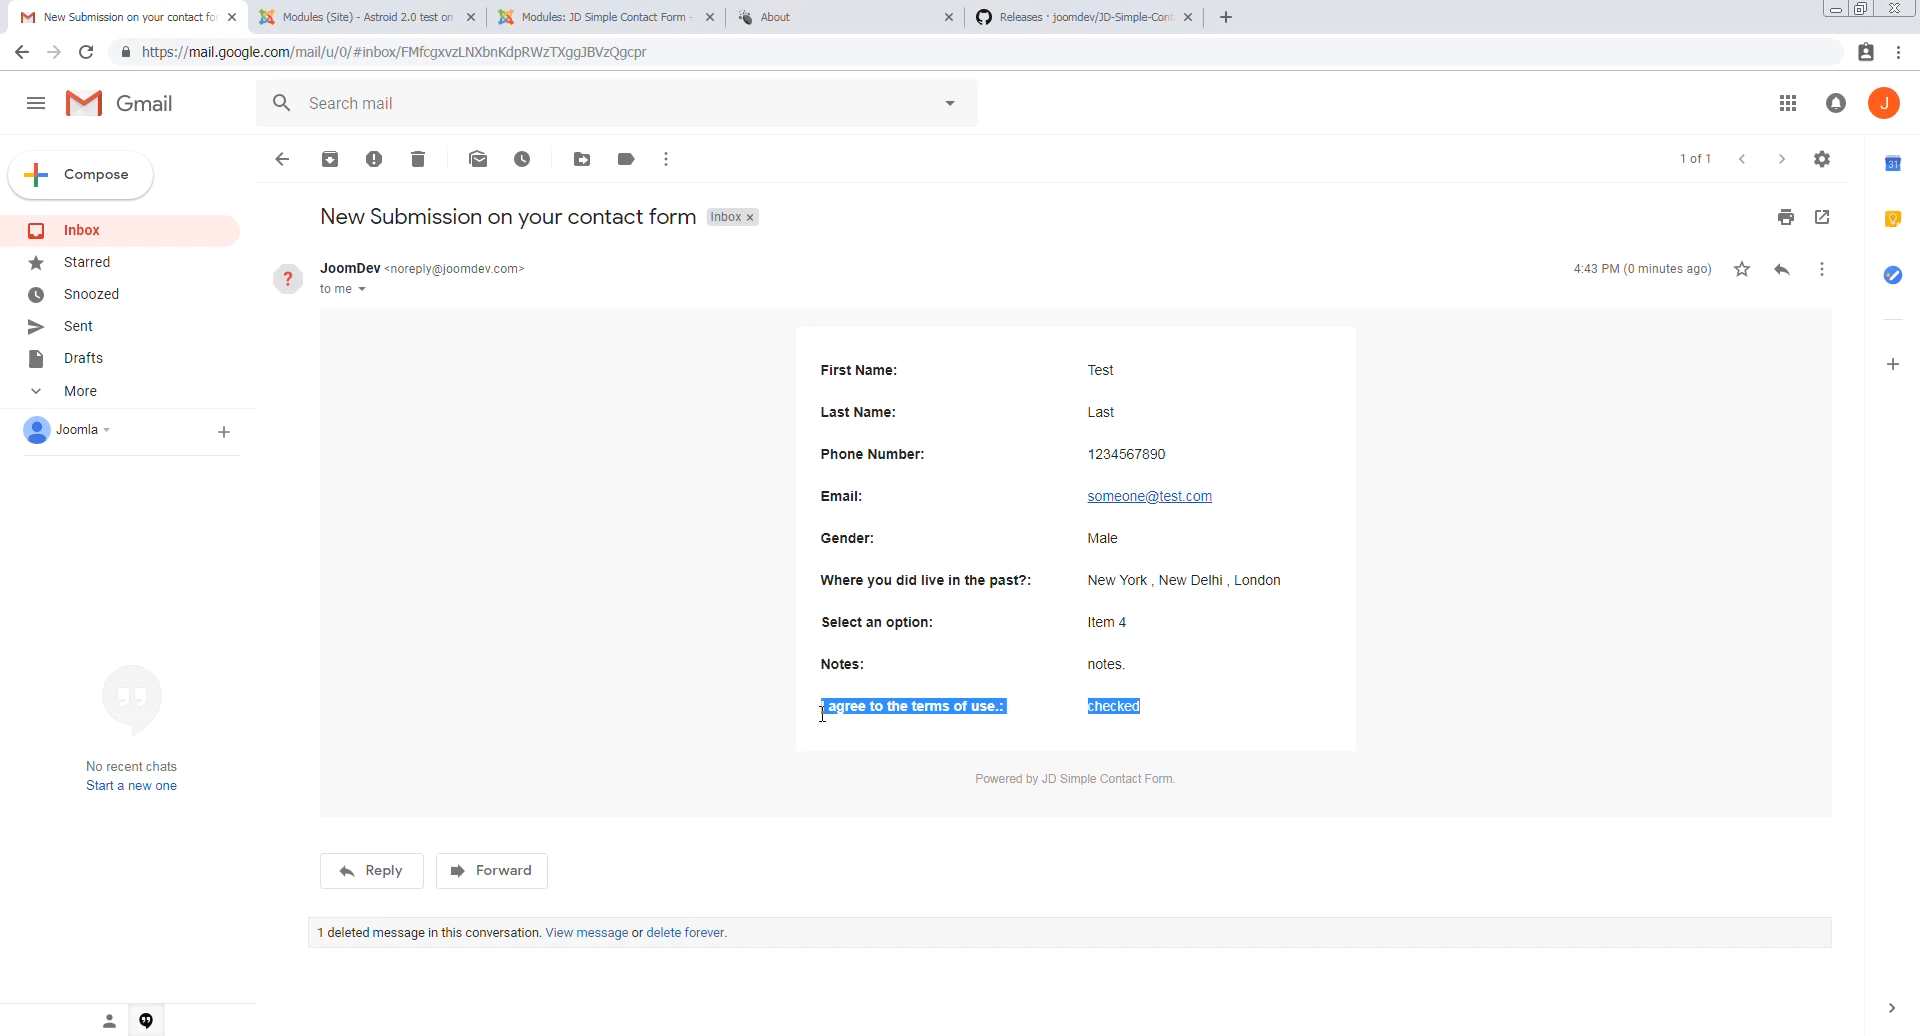 New Submission on your contact fo
Modules (Site) - Astroid 2.0 test on
Modules: JD Simple Contact Form -
About
Releases · joomdev/JD-Simple-Cont
https://mail.google.com/mail/u/0/#inbox/FMfcgxvzLNXbnKdpRWzTXggJBVzQgcpr
Gmail
Search mail
J
Compose
1 of 1
31
New Submission on your contact form Inbox x
Inbox
Starred
Snoozed
Sent
Drafts
More
Joomla
JoomDev <noreply@joomdev.com>
4:43 PM (0 minutes ago)
to me
First Name: Test
Last Name: Last
Phone Number: 1234567890
Email: someone@test.com
Gender: Male
Where you did live in the past?: New York , New Delhi , London
Select an option: Item 4
Notes: notes.
I agree to the terms of use.: checked
Powered by JD Simple Contact Form.
No recent chats
Start a new one
Reply
Forward
1 deleted message in this conversation. View message or delete forever.